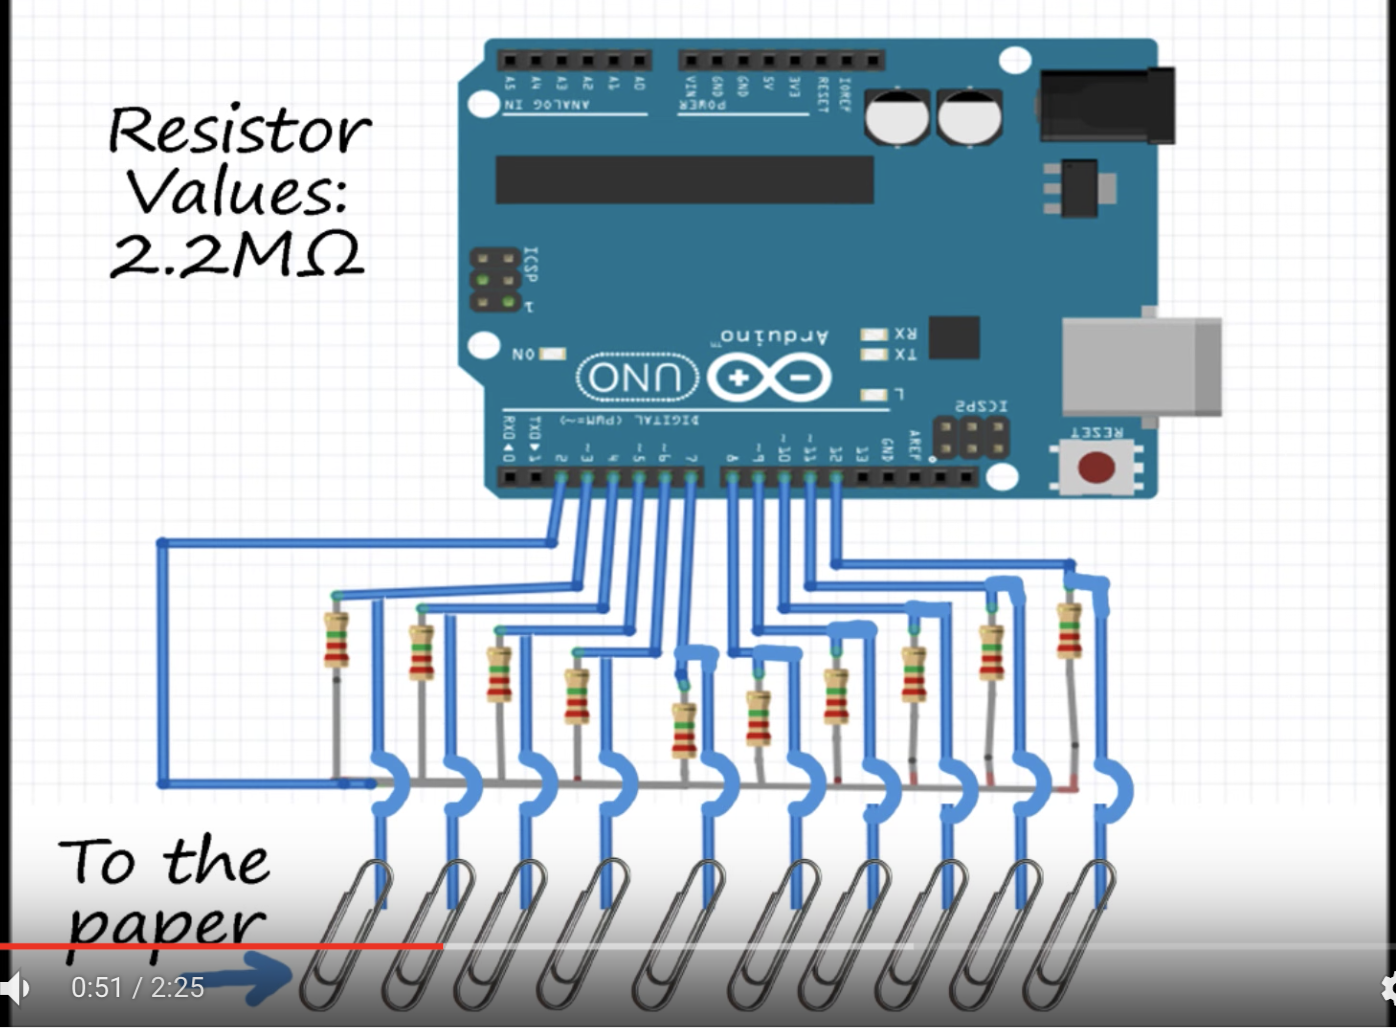 Resistor
Values:
2.2MΩ
A5 A4 A3 A2 A1 A0
ANALOG IN
VIN GND GND 5V 3V3 RESET IOREF
POWER
ICSP
1
ON
UNO
Arduino™
RX
TX
L
ICSP2
RESET
DIGITAL (PWM=~)
RX0◀0 TX0▶1 2 ~3 4 ~5 ~6 7 8 ~9 ~10 ~11 12 13 GND AREF
To the
paper
0:51 / 2:25